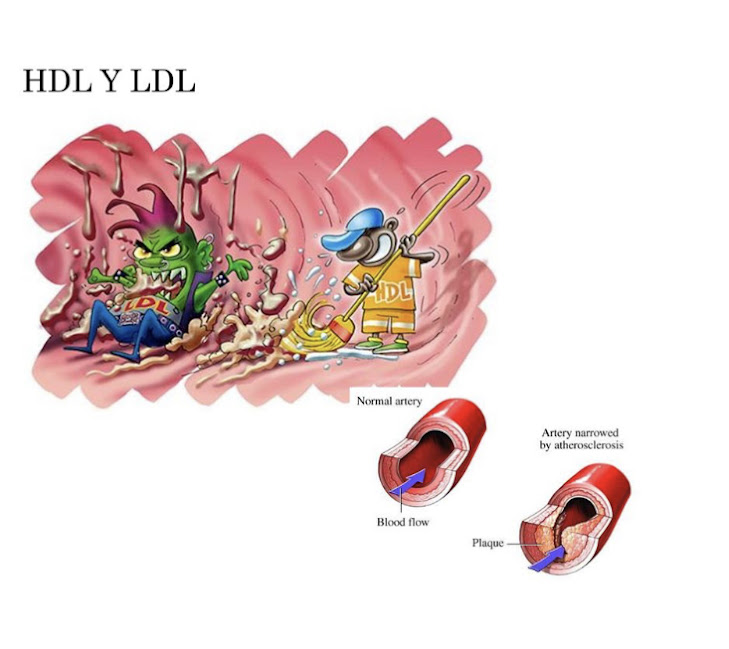 HDL Y LDL
LDL
HDL
Normal artery
Blood flow
Artery narrowed
by atherosclerosis
Plaque